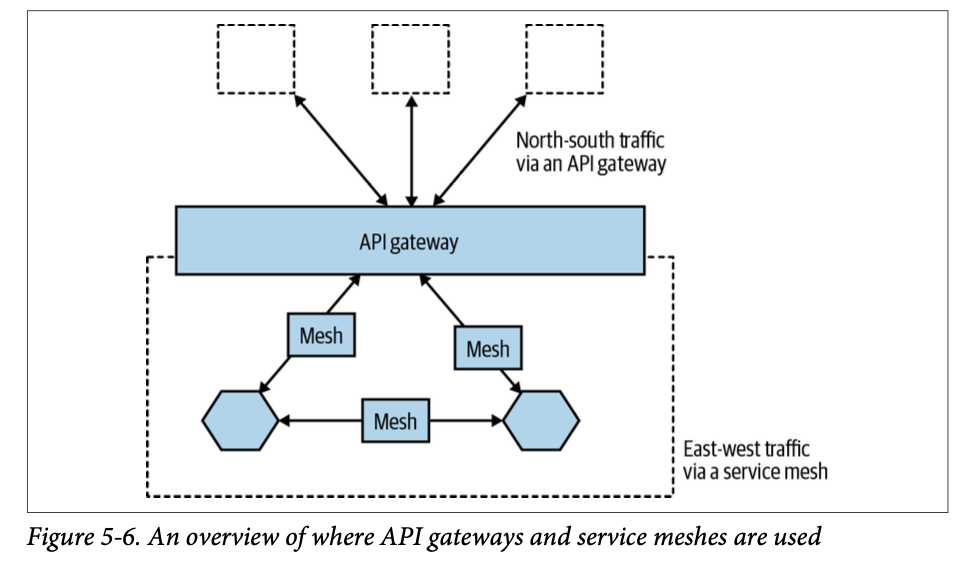 North-south traffic
via an API gateway
API gateway
Mesh
Mesh
Mesh
East-west traffic
via a service mesh
Figure 5-6. An overview of where API gateways and service meshes are used